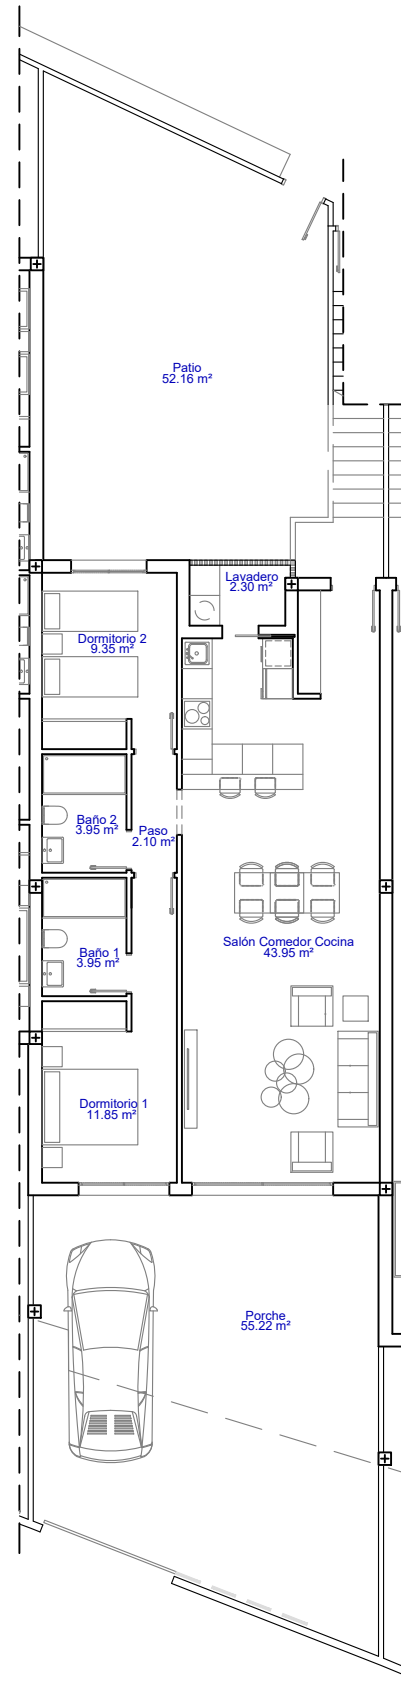 Patio
52.16 m²
Lavadero
2.30 m²
Dormitorio 2
9.35 m²
Baño 2
3.95 m²
Paso
2.10 m²
Salón Comedor Cocina
43.95 m²
Baño 1
3.95 m²
Dormitorio 1
11.85 m²
Porche
55.22 m²